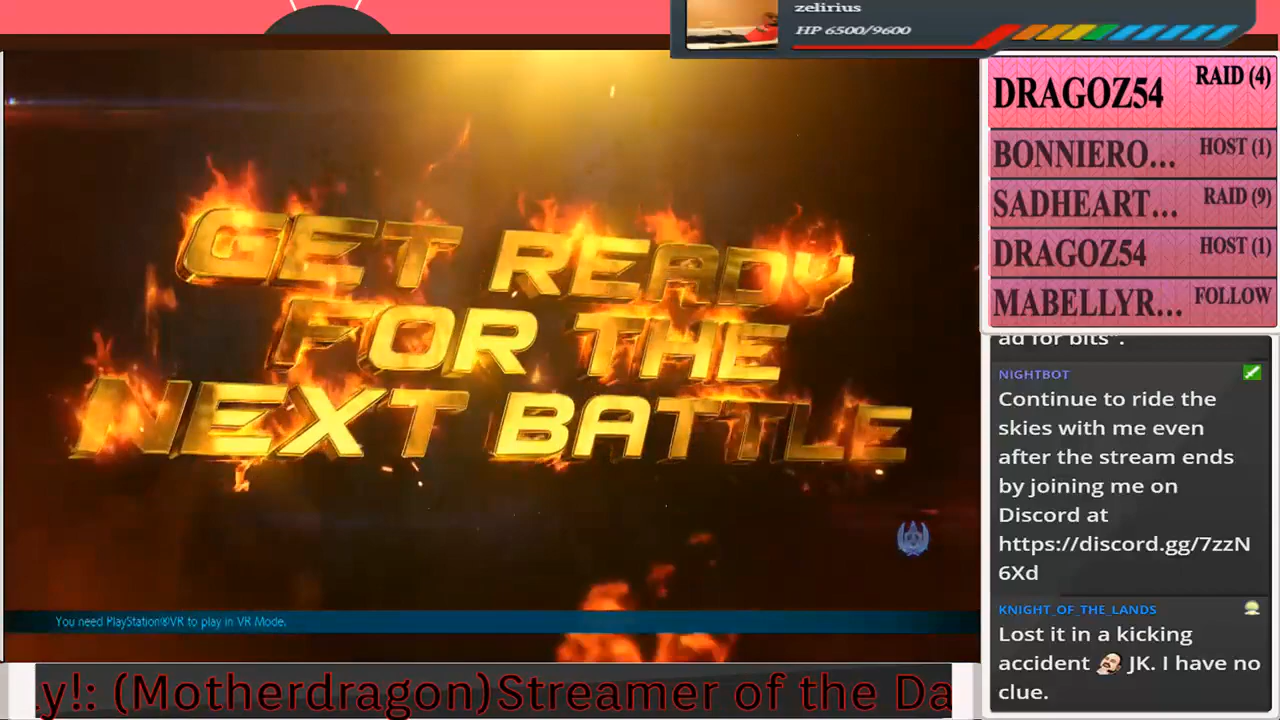 zelirius
HP 6500/9600
GET READY
FOR THE
NEXT BATTLE
You need PlayStation®VR to play in VR Mode.
y!: (Motherdragon)Streamer of the Da
DRAGOZ54 RAID (4)
BONNIERO... HOST (1)
SADHEART... RAID (9)
DRAGOZ54 HOST (1)
MABELLYR... FOLLOW
ad for bits".
NIGHTBOT
Continue to ride the
skies with me even
after the stream ends
by joining me on
Discord at
https://discord.gg/7zzN
6Xd
KNIGHT_OF_THE_LANDS
Lost it in a kicking
accident JK. I have no
clue.